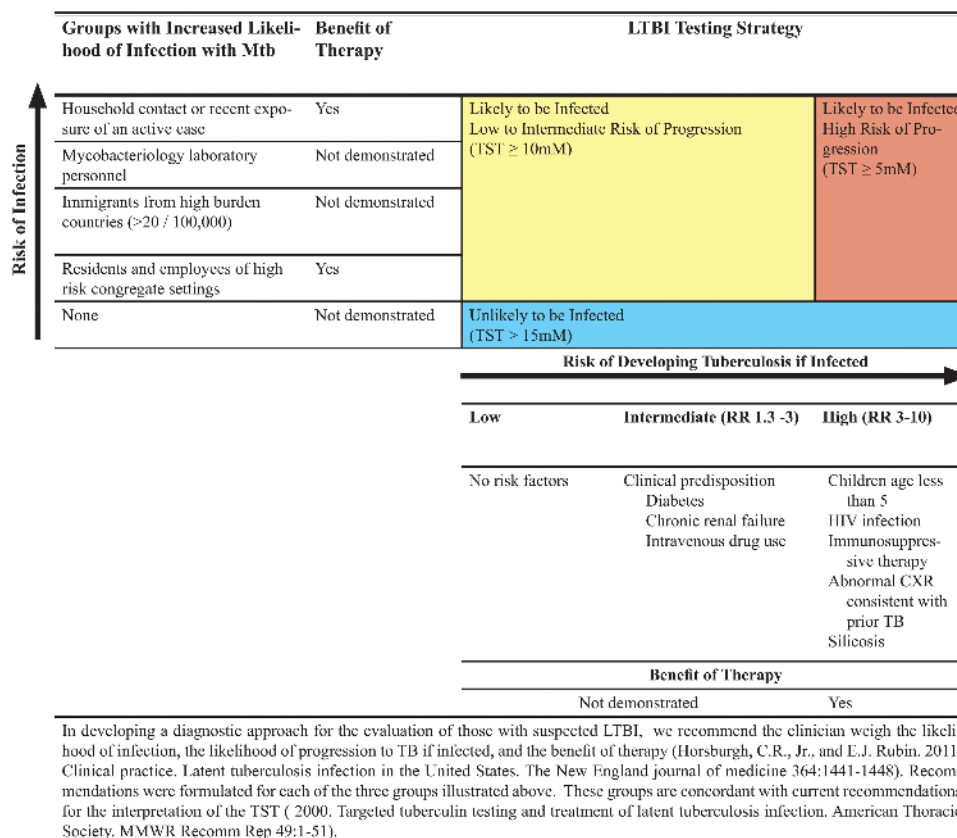 Groups with Increased Likeli-
hood of Infection with Mtb
Benefit of
Therapy
LTBI Testing Strategy
Risk of Infection
Household contact or recent expo-
sure of an active case
Yes
Mycobacteriology laboratory
personnel
Not demonstrated
Immigrants from high burden
countries (>20 / 100,000)
Not demonstrated
Residents and employees of high
risk congregate settings
Yes
None
Not demonstrated
Likely to be Infected
Low to Intermediate Risk of Progression
(TST ≥ 10mM)
Likely to be Infected
High Risk of Pro-
gression
(TST ≥ 5mM)
Unlikely to be Infected
(TST > 15mM)
Risk of Developing Tuberculosis if Infected
Low
Intermediate (RR 1.3 -3)
High (RR 3-10)
No risk factors
Clinical predisposition
Diabetes
Chronic renal failure
Intravenous drug use
Children age less
than 5
HIV infection
Immunosuppres-
sive therapy
Abnormal CXR
consistent with
prior TB
Silicosis
Benefit of Therapy
Not demonstrated
Yes
In developing a diagnostic approach for the evaluation of those with suspected LTBI, we recommend the clinician weigh the likeli-
hood of infection, the likelihood of progression to TB if infected, and the benefit of therapy (Horsburgh, C.R., Jr., and E.J. Rubin. 2011
Clinical practice. Latent tuberculosis infection in the United States. The New England journal of medicine 364:1441-1448). Recom-
mendations were formulated for each of the three groups illustrated above. These groups are concordant with current recommendations
for the interpretation of the TST ( 2000. Targeted tuberculin testing and treatment of latent tuberculosis infection. American Thoracic
Society. MMWR Recomm Rep 49:1-51).